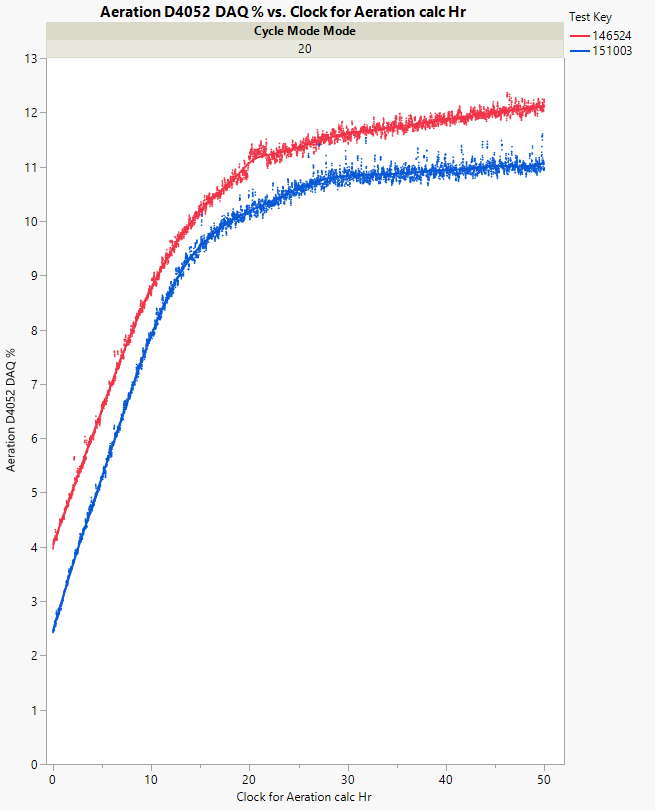 Aeration D4052 DAQ % vs. Clock for Aeration calc Hr
Test Key
146524
151003
Cycle Mode Mode
20
13
12
11
10
9
8
7
6
5
4
3
2
1
0
Aeration D4052 DAQ %
0 10 20 30 40 50
Clock for Aeration calc Hr